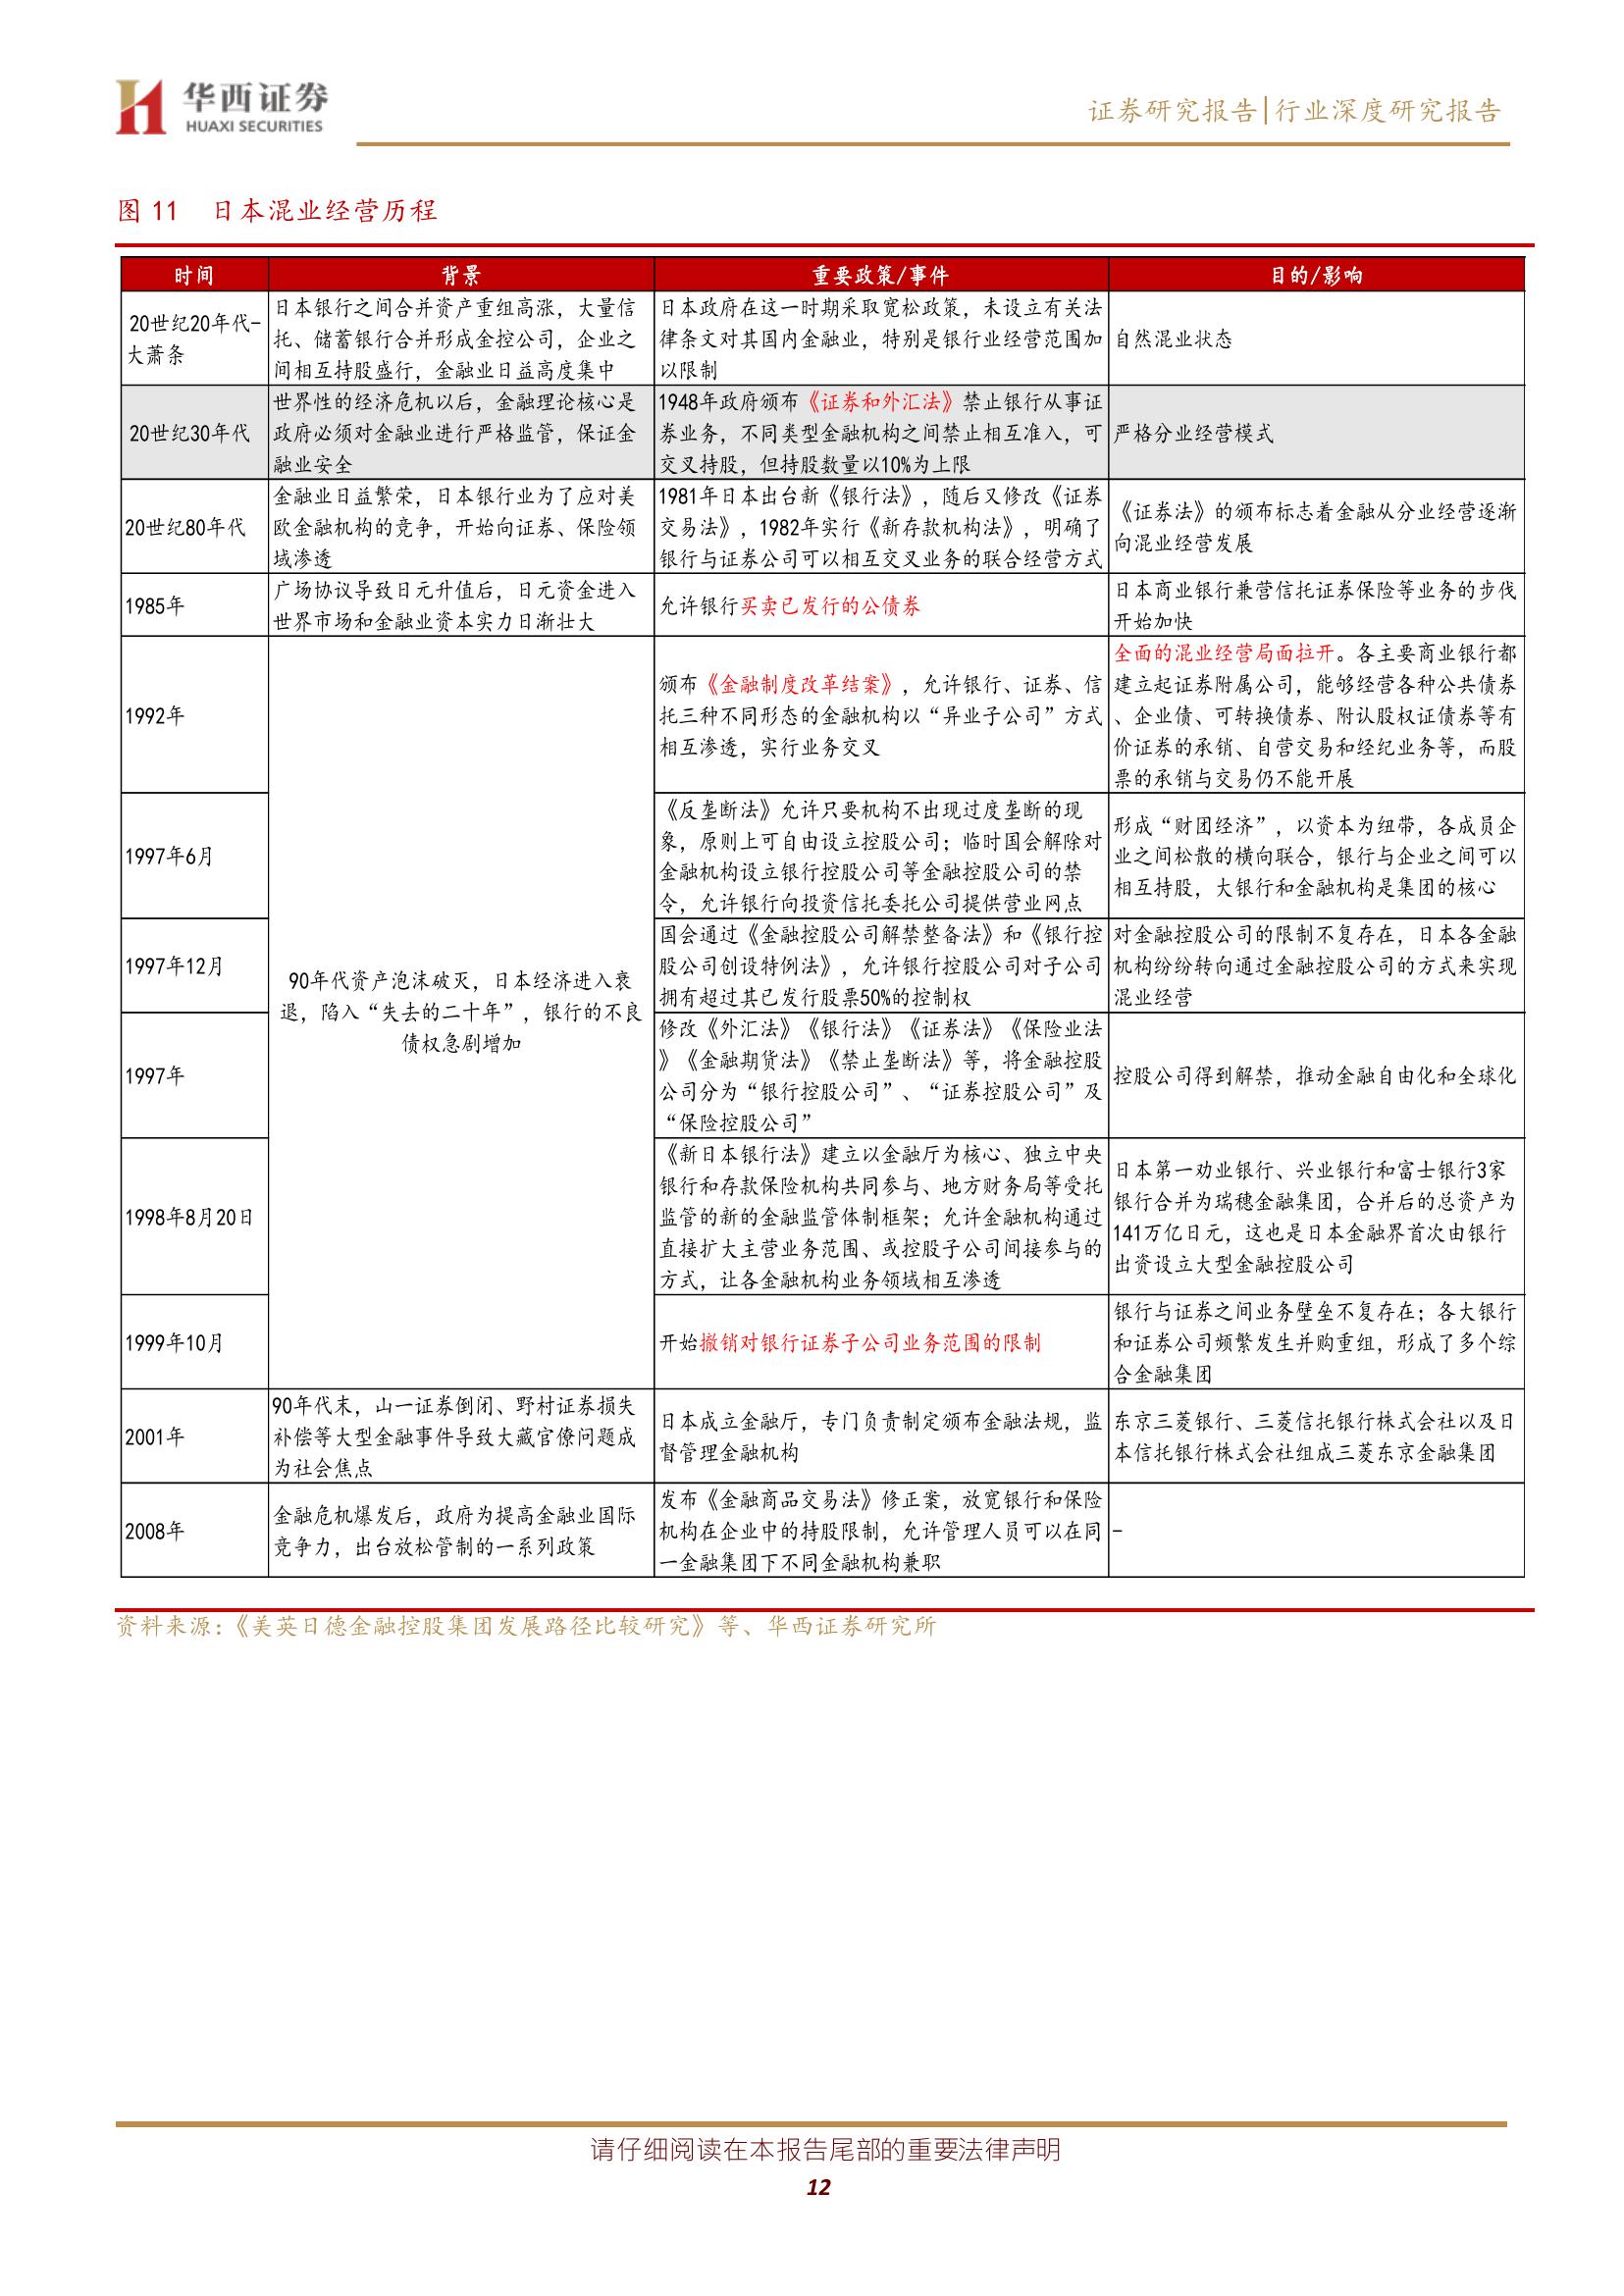 华西证券
HUAXI SECURITIES
证券研究报告|行业深度研究报告
图 11 日本混业经营历程
时间 背景 重要政策/事件 目的/影响
20世纪20年代-
大萧条
日本银行之间合并资产重组高涨，大量信
托、储蓄银行合并形成金控公司，企业之
间相互持股盛行，金融业日益高度集中
日本政府在这一时期采取宽松政策，未设立有关法
律条文对其国内金融业，特别是银行业经营范围加
以限制
自然混业状态
20世纪30年代
世界性的经济危机以后，金融理论核心是
政府必须对金融业进行严格监管，保证金
融业安全
1948年政府颁布《证券和外汇法》禁止银行从事证
券业务，不同类型金融机构之间禁止相互准入，可
交叉持股，但持股数量以10%为上限
严格分业经营模式
20世纪80年代
金融业日益繁荣，日本银行业为了应对美
欧金融机构的竞争，开始向证券、保险领
域渗透
1981年日本出台新《银行法》，随后又修改《证券
交易法》，1982年实行《新存款机构法》，明确了
银行与证券公司可以相互交叉业务的联合经营方式
《证券法》的颁布标志着金融从分业经营逐渐
向混业经营发展
1985年
广场协议导致日元升值后，日元资金进入
世界市场和金融业资本实力日渐壮大
允许银行买卖已发行的公债券
日本商业银行兼营信托证券保险等业务的步伐
开始加快
1992年
90年代资产泡沫破灭，日本经济进入衰
退，陷入“失去的二十年”，银行的不良
债权急剧增加
颁布《金融制度改革结案》，允许银行、证券、信
托三种不同形态的金融机构以“异业子公司”方式
相互渗透，实行业务交叉
全面的混业经营局面拉开。各主要商业银行都
建立起证券附属公司，能够经营各种公共债券
、企业债、可转换债券、附认股权证债券等有
价证券的承销、自营交易和经纪业务等，而股
票的承销与交易仍不能开展
1997年6月
《反垄断法》允许只要机构不出现过度垄断的现
象，原则上可自由设立控股公司；临时国会解除对
金融机构设立银行控股公司等金融控股公司的禁
令，允许银行向投资信托委托公司提供营业网点
形成“财团经济”，以资本为纽带，各成员企
业之间松散的横向联合，银行与企业之间可以
相互持股，大银行和金融机构是集团的核心
1997年12月
国会通过《金融控股公司解禁整备法》和《银行控
股公司创设特例法》，允许银行控股公司对子公司
拥有超过其已发行股票50%的控制权
对金融控股公司的限制不复存在，日本各金融
机构纷纷转向通过金融控股公司的方式来实现
混业经营
1997年
修改《外汇法》《银行法》《证券法》《保险业法
》《金融期货法》《禁止垄断法》等，将金融控股
公司分为“银行控股公司”、“证券控股公司”及
“保险控股公司”
控股公司得到解禁，推动金融自由化和全球化
1998年8月20日
《新日本银行法》建立以金融厅为核心、独立中央
银行和存款保险机构共同参与、地方财务局等受托
监管的新的金融监管体制框架；允许金融机构通过
直接扩大主营业务范围、或控股子公司间接参与的
方式，让各金融机构业务领域相互渗透
日本第一劝业银行、兴业银行和富士银行3家
银行合并为瑞穗金融集团，合并后的总资产为
141万亿日元，这也是日本金融界首次由银行
出资设立大型金融控股公司
1999年10月
开始撤销对银行证券子公司业务范围的限制
银行与证券之间业务壁垒不复存在；各大银行
和证券公司频繁发生并购重组，形成了多个综
合金融集团
2001年
90年代末，山一证券倒闭、野村证券损失
补偿等大型金融事件导致大藏官僚问题成
为社会焦点
日本成立金融厅，专门负责制定颁布金融法规，监
督管理金融机构
东京三菱银行、三菱信托银行株式会社以及日
本信托银行株式会社组成三菱东京金融集团
2008年
金融危机爆发后，政府为提高金融业国际
竞争力，出台放松管制的一系列政策
发布《金融商品交易法》修正案，放宽银行和保险
机构在企业中的持股限制，允许管理人员可以在同
一金融集团下不同金融机构兼职
-
资料来源：《美英日德金融控股集团发展路径比较研究》等、华西证券研究所
请仔细阅读在本报告尾部的重要法律声明
12